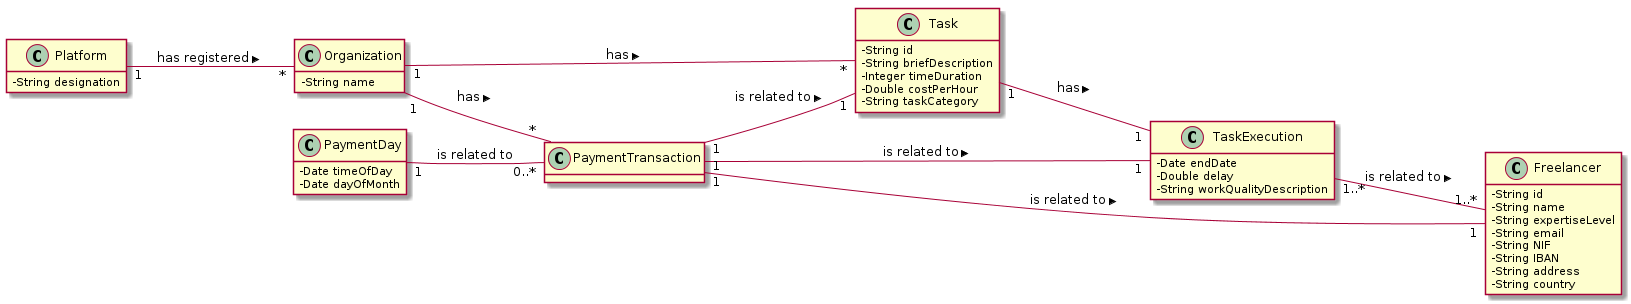 C Platform
-String designation
has registered ▶
1
*
C Organization
-String name
has ▶
1
*
C Task
-String id
-String briefDescription
-Integer timeDuration
-Double costPerHour
-String taskCategory
has ▶
1
*
C PaymentDay
-Date timeOfDay
-Date dayOfMonth
is related to
1
0..*
C PaymentTransaction
is related to ▶
1
1
is related to ▶
1
1
is related to ▶
1
1
has ▶
1
1
C TaskExecution
-Date endDate
-Double delay
-String workQualityDescription
is related to ▶
1..*
1..*
C Freelancer
-String id
-String name
-String expertiseLevel
-String email
-String NIF
-String IBAN
-String address
-String country